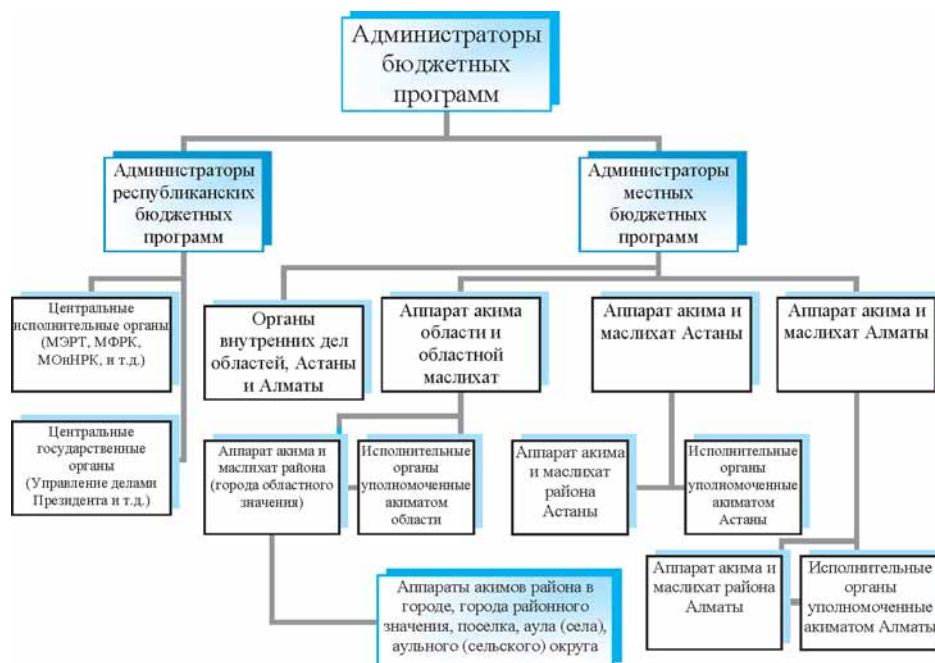 Администраторы
бюджетных
программ
Администраторы
республиканских
бюджетных
программ
Администраторы
местных
бюджетных
программ
Центральные
исполнительные органы
(МЭРТ, МФРК,
МОиНРК, и т.д.)
Органы
внутренних дел
областей, Астаны
и Алматы
Аппарат акима
области и
областной
маслихат
Аппарат акима и
маслихат Астаны
Аппарат акима и
маслихат Алматы
Центральные
государственные
органы
(Управление делами
Президента и т.д.)
Аппарат акима и
маслихат района
(города областного
значения)
Исполнительные
органы
уполномоченные
акиматом
области
Аппарат акима
и маслихат
района
Астаны
Исполнительные
органы
уполномоченные
акиматом
Астаны
Аппарат акима и
маслихат района
Алматы
Исполнительные
органы
уполномоченные
акиматом Алматы
Аппараты акимов района в
городе, города районного
значения, поселка, аула (села),
аульного (сельского) округа